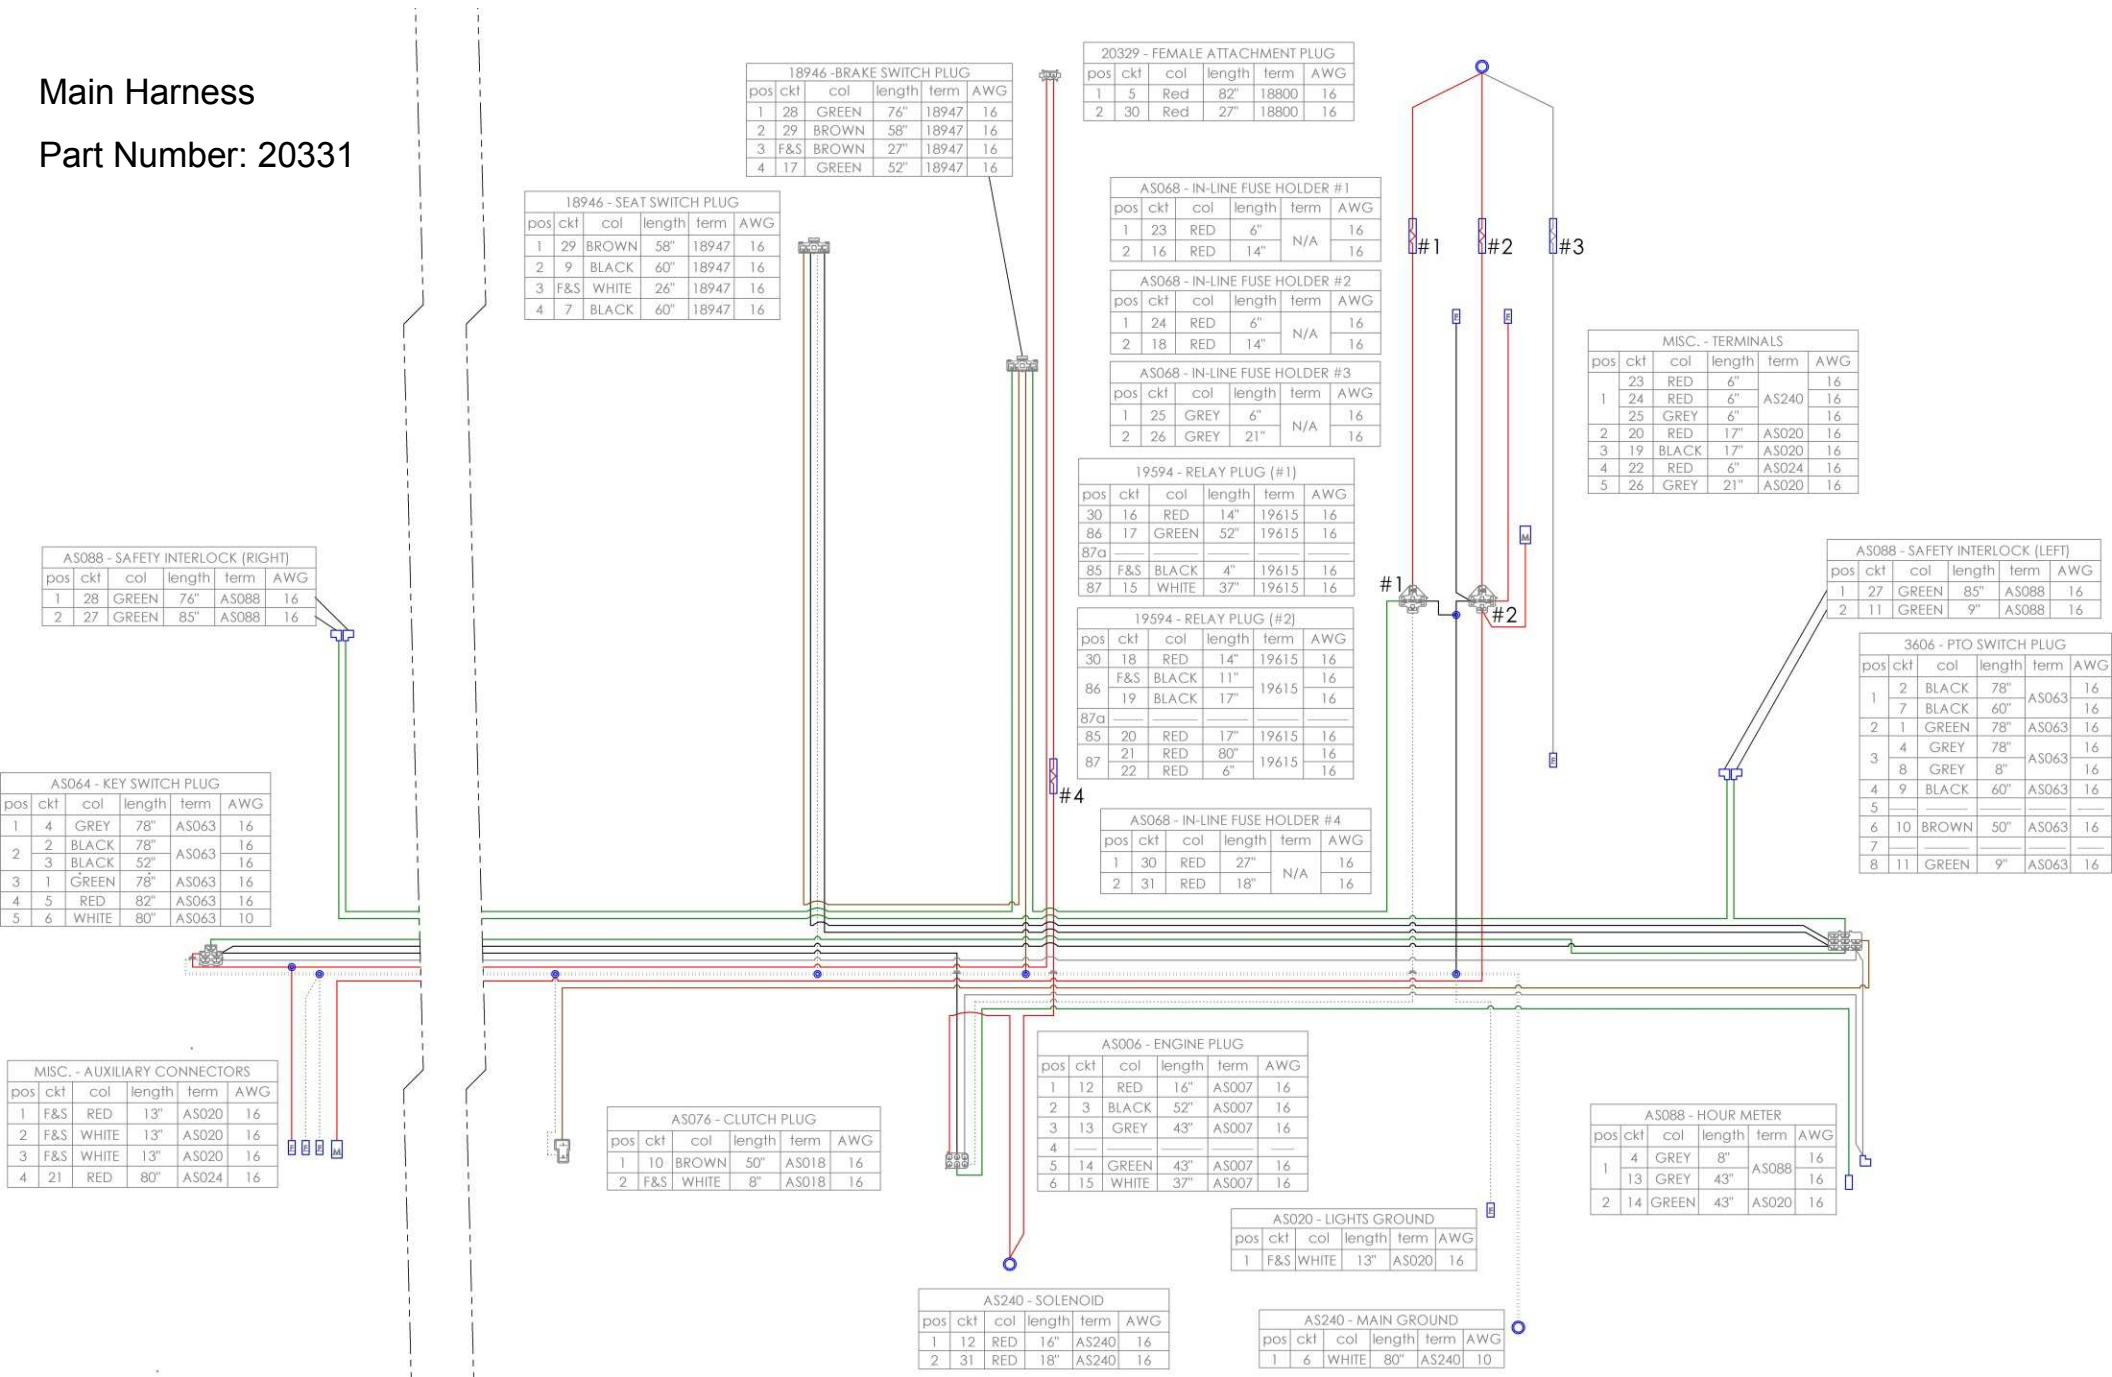 Main Harness
Part Number: 20331
18946 -BRAKE SWITCH PLUG
pos ckt col length term AWG
1 28 GREEN 76" 18947 16
2 29 BROWN 58" 18947 16
3 F&S BROWN 27" 18947 16
4 17 GREEN 52" 18947 16
20329 - FEMALE ATTACHMENT PLUG
pos ckt col length term AWG
1 5 Red 82" 18800 16
2 30 Red 27" 18800 16
18946 - SEAT SWITCH PLUG
pos ckt col length term AWG
1 29 BROWN 58" 18947 16
2 9 BLACK 60" 18947 16
3 F&S WHITE 26" 18947 16
4 7 BLACK 60" 18947 16
AS068 - IN-LINE FUSE HOLDER #1
pos ckt col length term AWG
1 23 RED 6" N/A 16
2 16 RED 14" 16
AS068 - IN-LINE FUSE HOLDER #2
pos ckt col length term AWG
1 24 RED 6" N/A 16
2 18 RED 14" 16
AS068 - IN-LINE FUSE HOLDER #3
pos ckt col length term AWG
1 25 GREY 6" N/A 16
2 26 GREY 21" 16
#1 #2 #3
MISC. - TERMINALS
pos ckt col length term AWG
1 23 RED 6" AS240 16
24 RED 6" 16
25 GREY 6" 16
2 20 RED 17" AS020 16
3 19 BLACK 17" AS020 16
4 22 RED 6" AS024 16
5 26 GREY 21" AS020 16
19594 - RELAY PLUG (#1)
pos ckt col length term AWG
30 16 RED 14" 19615 16
86 17 GREEN 52" 19615 16
87a
85 F&S BLACK 4" 19615 16
87 15 WHITE 37" 19615 16
19594 - RELAY PLUG (#2)
pos ckt col length term AWG
30 18 RED 14" 19615 16
86 F&S BLACK 11" 19615 16
19 BLACK 17" 16
87a
85 20 RED 17" 19615 16
87 21 RED 80" 19615 16
22 RED 6" 16
#1
#2
M
AS088 - SAFETY INTERLOCK (RIGHT)
pos ckt col length term AWG
1 28 GREEN 76" AS088 16
2 27 GREEN 85" AS088 16
AS088 - SAFETY INTERLOCK (LEFT)
pos ckt col length term AWG
1 27 GREEN 85" AS088 16
2 11 GREEN 9" AS088 16
3606 - PTO SWITCH PLUG
pos ckt col length term AWG
1 2 BLACK 78" AS063 16
7 BLACK 60" 16
2 1 GREEN 78" AS063 16
3 4 GREY 78" AS063 16
8 GREY 8" 16
4 9 BLACK 60" AS063 16
5
6 10 BROWN 50" AS063 16
7
8 11 GREEN 9" AS063 16
AS064 - KEY SWITCH PLUG
pos ckt col length term AWG
1 4 GREY 78" AS063 16
2 2 BLACK 78" AS063 16
3 BLACK 52" 16
3 1 GREEN 78" AS063 16
4 5 RED 82" AS063 16
5 6 WHITE 80" AS063 10
#4
AS068 - IN-LINE FUSE HOLDER #4
pos ckt col length term AWG
1 30 RED 27" N/A 16
2 31 RED 18" 16
MISC. - AUXILIARY CONNECTORS
pos ckt col length term AWG
1 F&S RED 13" AS020 16
2 F&S WHITE 13" AS020 16
3 F&S WHITE 13" AS020 16
4 21 RED 80" AS024 16
M
AS076 - CLUTCH PLUG
pos ckt col length term AWG
1 10 BROWN 50" AS018 16
2 F&S WHITE 8" AS018 16
AS006 - ENGINE PLUG
pos ckt col length term AWG
1 12 RED 16" AS007 16
2 3 BLACK 52" AS007 16
3 13 GREY 43" AS007 16
4
5 14 GREEN 43" AS007 16
6 15 WHITE 37" AS007 16
AS088 - HOUR METER
pos ckt col length term AWG
1 4 GREY 8" AS088 16
13 GREY 43" 16
2 14 GREEN 43" AS020 16
AS020 - LIGHTS GROUND
pos ckt col length term AWG
1 F&S WHITE 13" AS020 16
AS240 - SOLENOID
pos ckt col length term AWG
1 12 RED 16" AS240 16
2 31 RED 18" AS240 16
AS240 - MAIN GROUND
pos ckt col length term AWG
1 6 WHITE 80" AS240 10